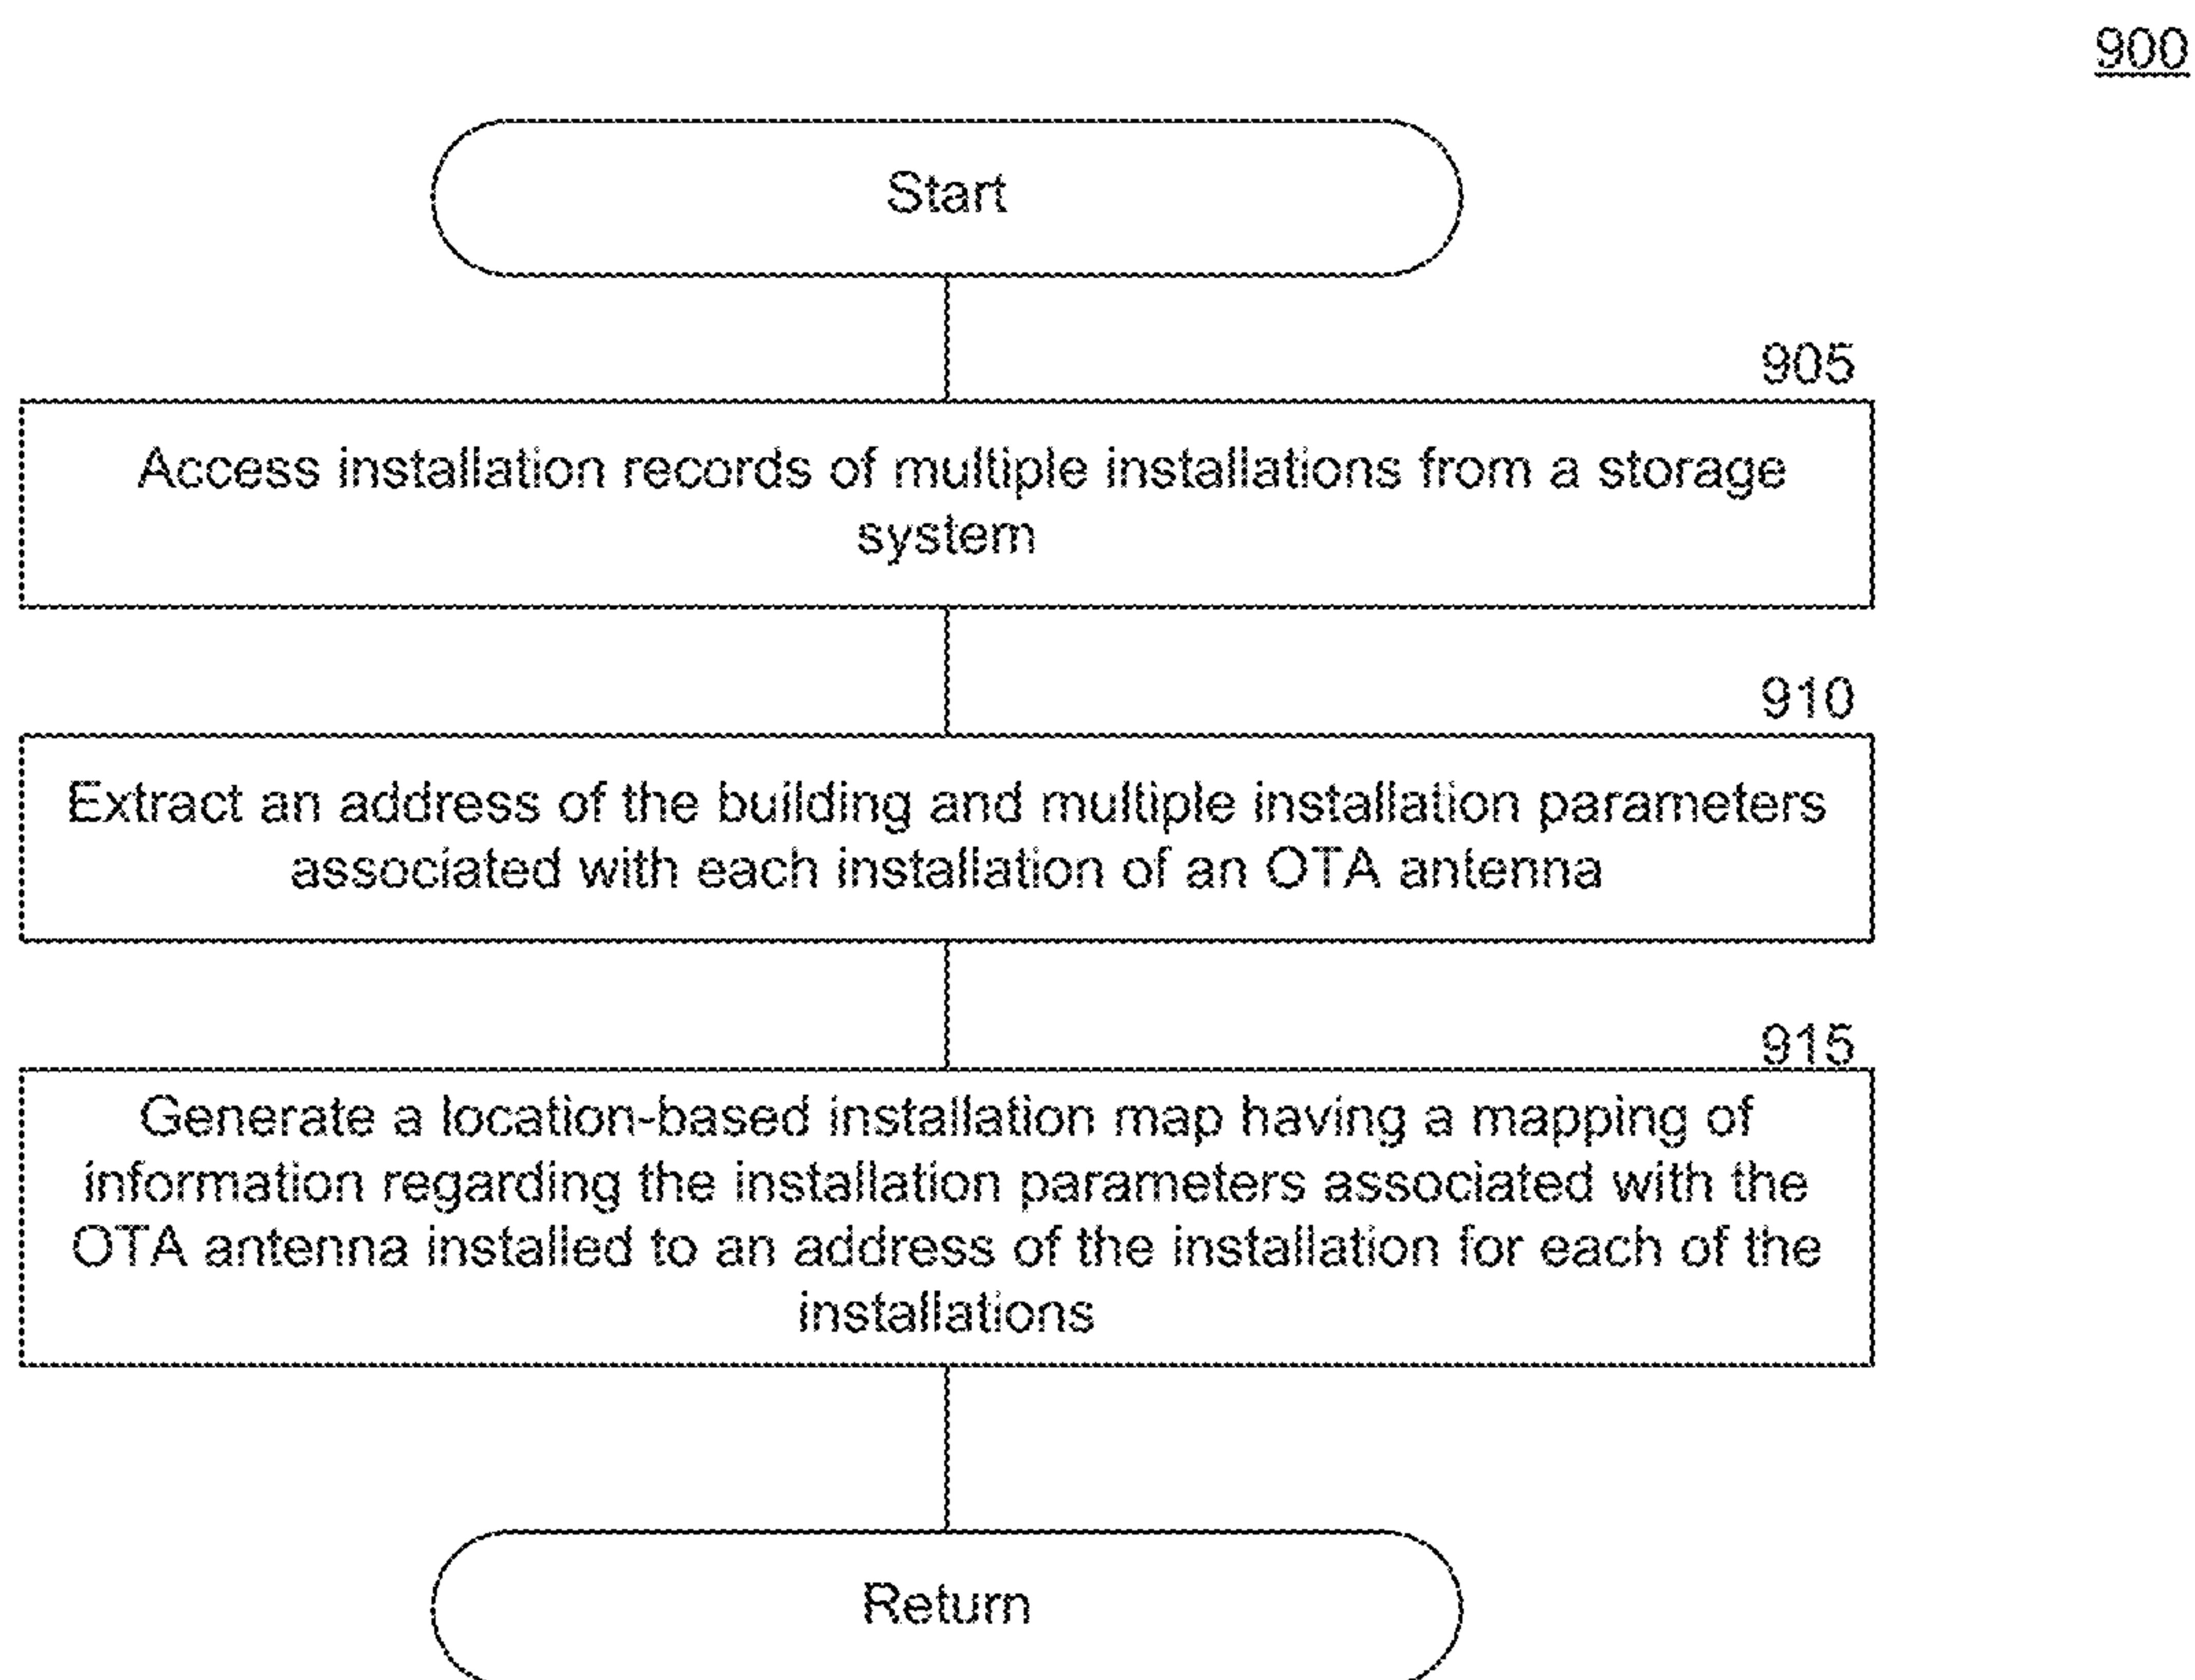 900
Start
905
Access installation records of multiple installations from a storage
system
910
Extract an address of the building and multiple installation parameters
associated with each installation of an OTA antenna
915
Generate a location-based installation map having a mapping of
information regarding the installation parameters associated with the
OTA antenna installed to an address of the installation for each of the
installations
Return